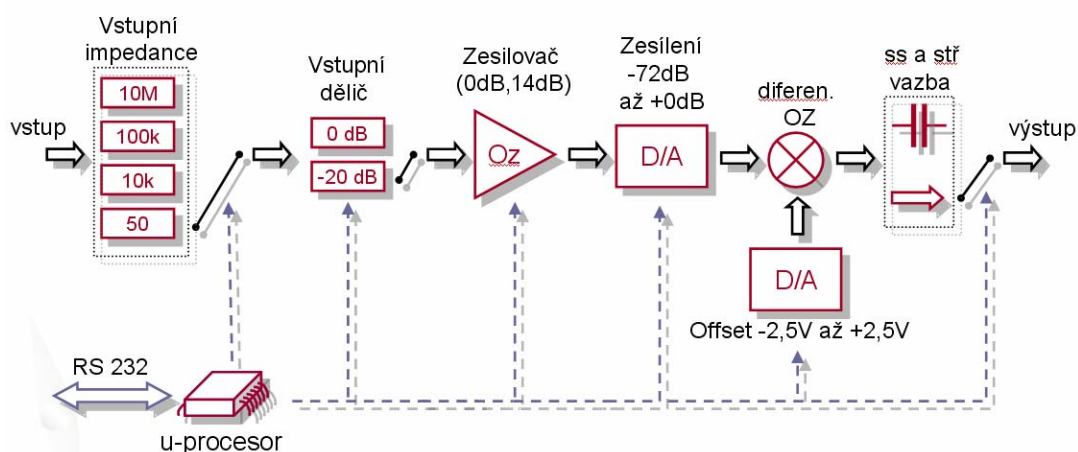 Vstupní
impedance
10M
100k
10k
50
vstup
Vstupní
dělič
0 dB
-20 dB
Zesilovač
(0dB,14dB)
Oz
Zesílení
-72dB
až +0dB
D/A
diferen.
OZ
D/A
Offset -2,5V až +2,5V
ss a stř
vazba
výstup
RS 232
u-procesor